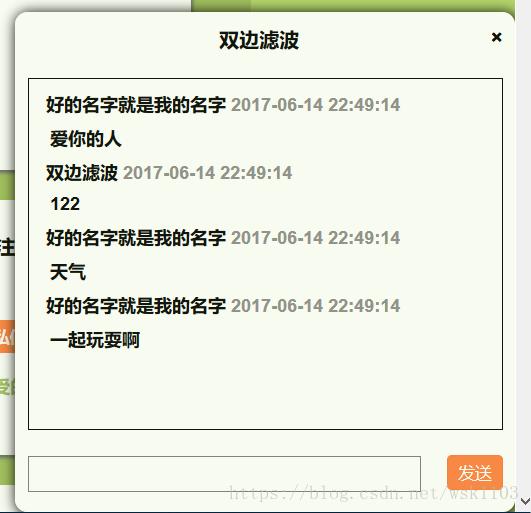 双边滤波
×
好的名字就是我的名字 2017-06-14 22:49:14
爱你的人
双边滤波 2017-06-14 22:49:14
122
好的名字就是我的名字 2017-06-14 22:49:14
天气
好的名字就是我的名字 2017-06-14 22:49:14
一起玩耍啊
注
发送
https://blog.csdn.net/wsk1103